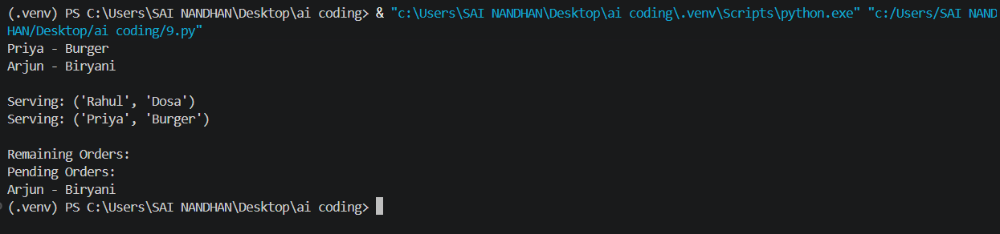 (.venv) PS C:\Users\SAI NANDHAN\Desktop\ai coding> & "c:\Users\SAI NANDHAN\Desktop\ai coding\.venv\Scripts\python.exe" "c:/Users/SAI NAND
HAN/Desktop/ai coding/9.py"
Priya - Burger
Arjun - Biryani

Serving: ('Rahul', 'Dosa')
Serving: ('Priya', 'Burger')

Remaining Orders:
Pending Orders:
Arjun - Biryani
(.venv) PS C:\Users\SAI NANDHAN\Desktop\ai coding>